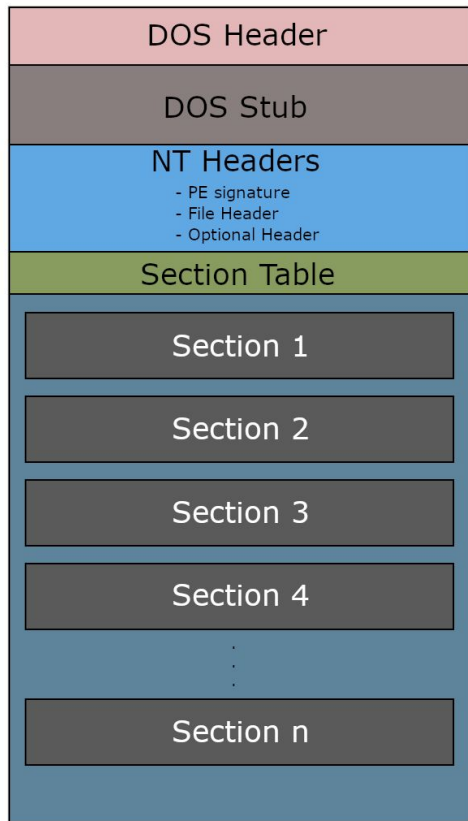 DOS Header
DOS Stub
NT Headers
- PE signature
- File Header
- Optional Header
Section Table
Section 1
Section 2
Section 3
Section 4
.
.
.
Section n